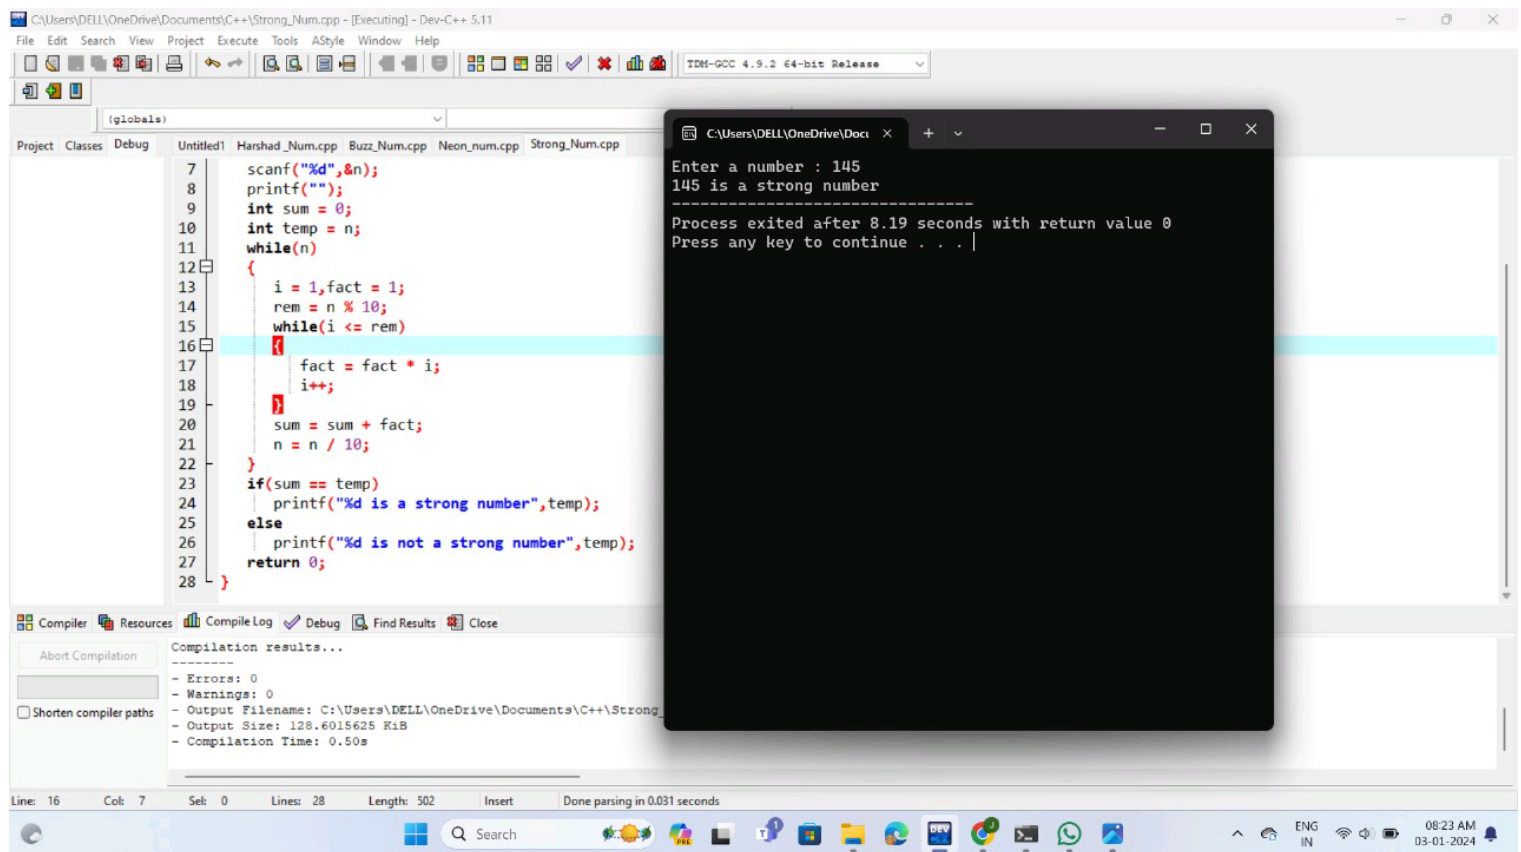 C:\Users\DELL\OneDrive\Documents\C++\Strong_Num.cpp - [Executing] - Dev-C++ 5.11
File Edit Search View Project Execute Tools AStyle Window Help
TDM-GCC 4.9.2 64-bit Release
(globals)
Project Classes Debug
Untitled1 Harshad _Num.cpp Buzz_Num.cpp Neon_num.cpp Strong_Num.cpp
7 scanf("%d",&n);
8 printf("");
9 int sum = 0;
10 int temp = n;
11 while(n)
12 {
13 i = 1,fact = 1;
14 rem = n % 10;
15 while(i <= rem)
16 {
17 fact = fact * i;
18 i++;
19 }
20 sum = sum + fact;
21 n = n / 10;
22 }
23 if(sum == temp)
24 printf("%d is a strong number",temp);
25 else
26 printf("%d is not a strong number",temp);
27 return 0;
28 }
C:\Users\DELL\OneDrive\Docu
Enter a number : 145
145 is a strong number
--------------------------------
Process exited after 8.19 seconds with return value 0
Press any key to continue . . .
Compiler Resources Compile Log Debug Find Results Close
Abort Compilation
Shorten compiler paths
Compilation results...
--------
- Errors: 0
- Warnings: 0
- Output Filename: C:\Users\DELL\OneDrive\Documents\C++\Strong_
- Output Size: 128.6015625 KiB
- Compilation Time: 0.50s
Line: 16 Col: 7 Sel: 0 Lines: 28 Length: 502 Insert Done parsing in 0.031 seconds
Search
PRE
DEV
ENG
IN
08:23 AM
03-01-2024